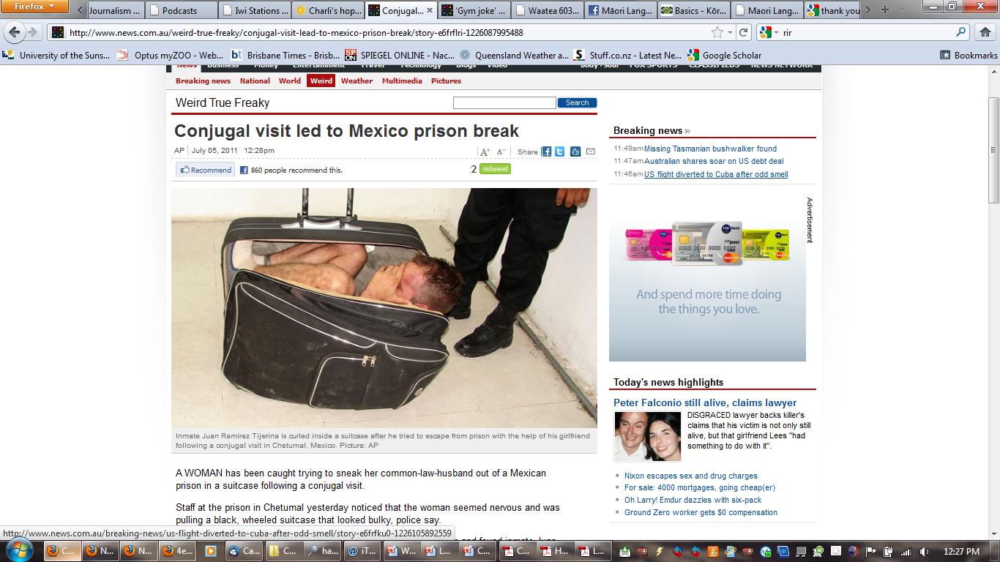 Firefox
Journalism ...
Podcasts
Iwi Stations ...
Charli's hop...
Conjugal...
'Gym joke' ...
Waatea 603...
Māori Lang...
Basics - Kōr...
Maori Lang...
thank you
http://www.news.com.au/weird-true-freaky/conjugal-visit-lead-to-mexico-prison-break/story-e6frflri-1226087995488
rir
University of the Suns...
Optus myZOO - Web...
Brisbane Times - Brisb...
SPIEGEL ONLINE - Nac...
Queensland Weather a...
Stuff.co.nz - Latest Ne...
Google Scholar
Bookmarks
News Business Money Entertainment Travel Technology Blogs Video body + soul FOX SPORTS CLASSIFIEDS NEWS NETWORK
Breaking news National World Weird Weather Multimedia Pictures
Weird True Freaky
Search
Conjugal visit led to Mexico prison break
AP July 05, 2011 12:28pm
A+ A- Share
Recommend 860 people recommend this.
2 retweet
Inmate Juan Ramirez Tijerina is curled inside a suitcase after he tried to escape from prison with the help of his girlfriend
following a conjugal visit in Chetumal, Mexico. Picture: AP
A WOMAN has been caught trying to sneak her common-law-husband out of a Mexican
prison in a suitcase following a conjugal visit.
Staff at the prison in Chetumal yesterday noticed that the woman seemed nervous and was
pulling a black, wheeled suitcase that looked bulky, police say.
Breaking news »
11:49am Missing Tasmanian bushwalker found
11:47am Australian shares soar on US debt deal
11:46am US flight diverted to Cuba after odd smell
Advertisement
me Bank
paypass
And spend more time doing
the things you love.
Today's news highlights
Peter Falconio still alive, claims lawyer
DISGRACED lawyer backs killer's
claims that his victim is not only still
alive, but that girlfriend Lees "had
something to do with it".
Nixon escapes sex and drug charges
For sale: 4000 mortgages, going cheap(er)
Oh Larry! Emdur dazzles with six-pack
Ground Zero worker gets $0 compensation
http://www.news.com.au/breaking-news/us-flight-diverted-to-cuba-after-odd-smell/story-e6frfku0-1226105892559
C...
N...
N...
4e...
Ca...
C...
ha...
iT...
W...
L...
C...
C...
H...
L...
12:27 PM